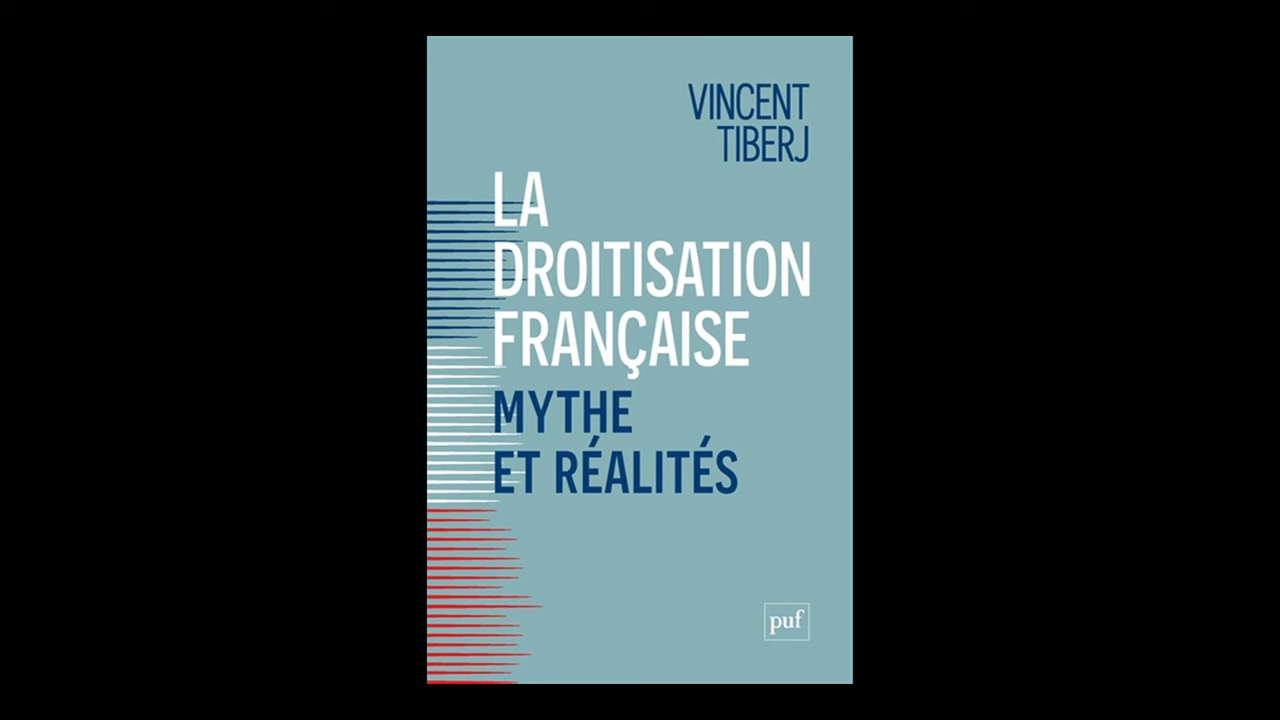 VINCENT
TIBERJ
LA
DROITISATION
FRANÇAISE
MYTHE
ET RÉALITÉS
puf